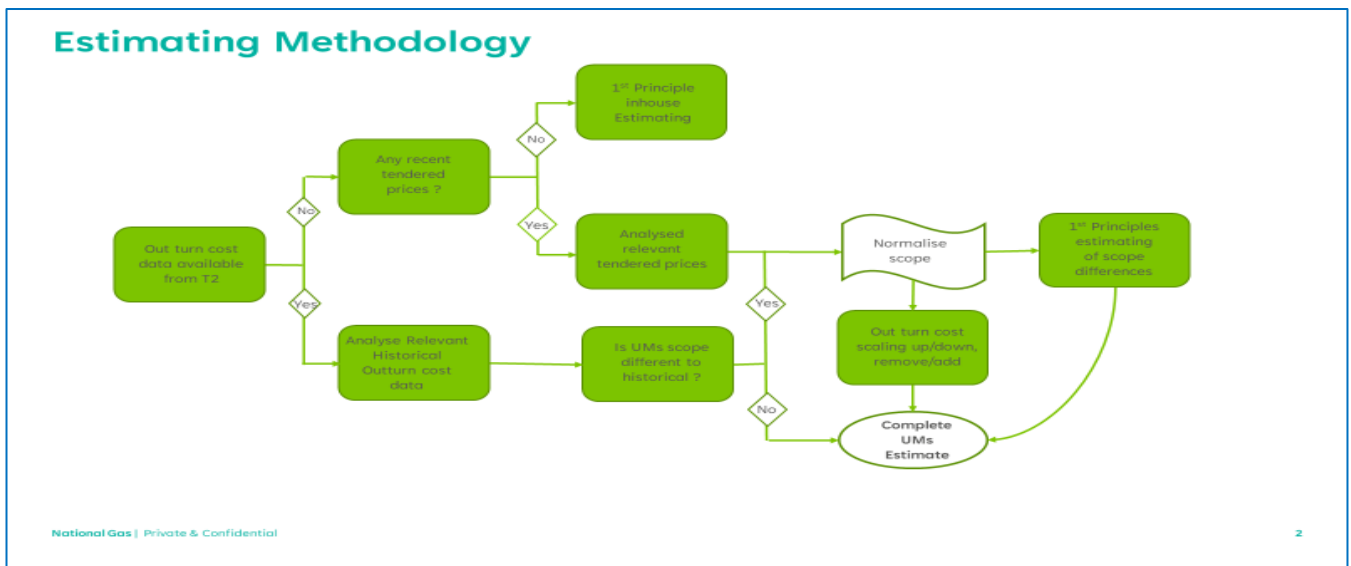 Estimating Methodology
1st Principle
inhouse
Estimating
No
Any recent
tendered
prices ?
No
Yes
Out turn cost
data available
from T2
Analysed
relevant
tendered prices
Normalise
scope
1st Principles
estimating
of scope
differences
Yes
Yes
Analyse Relevant
Historical
Outturn cost
data
Is UMs scope
different to
historical ?
Out turn cost
scaling up/down,
remove/add
No
Complete
UMs
Estimate
National Gas | Private & Confidential
2